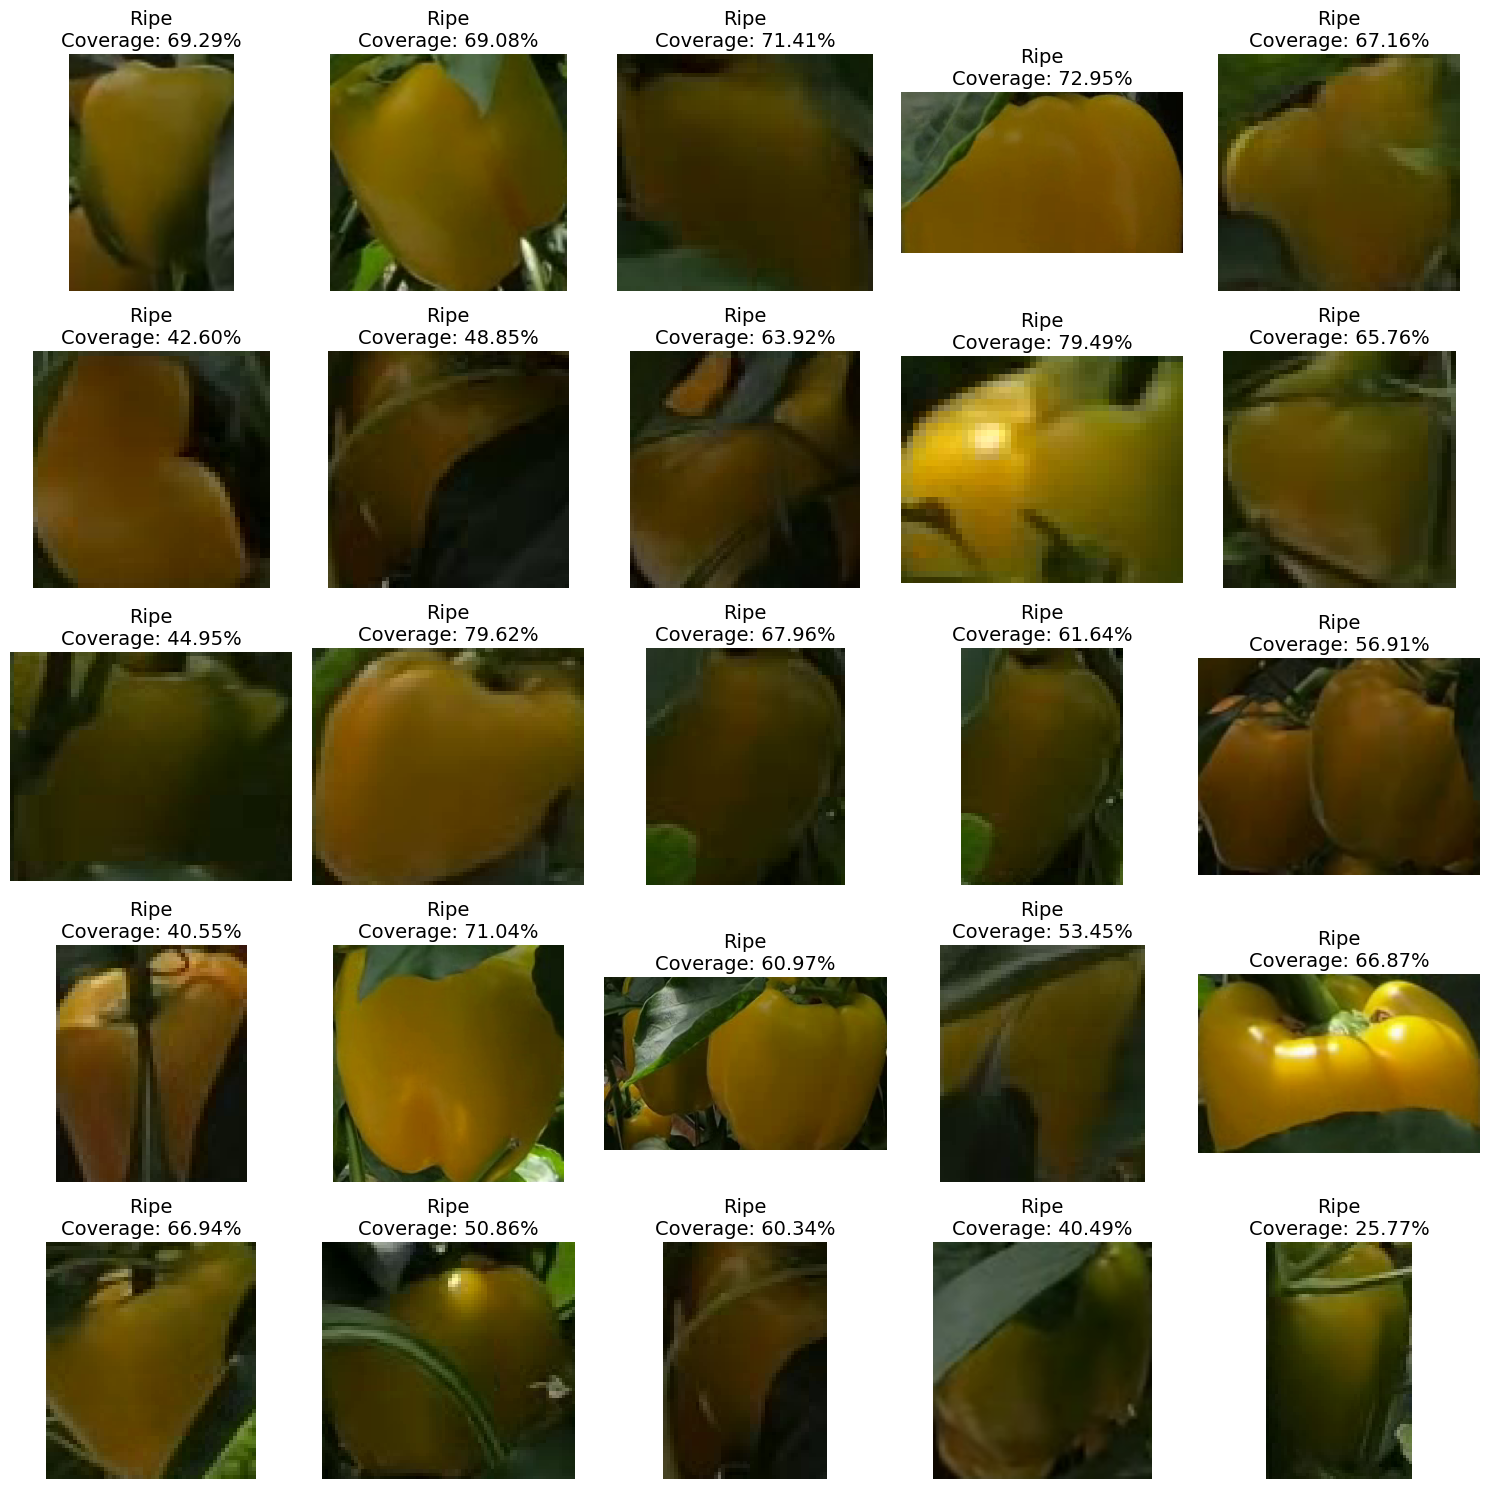 Ripe
Coverage: 69.29%
Ripe
Coverage: 69.08%
Ripe
Coverage: 71.41%
Ripe
Coverage: 72.95%
Ripe
Coverage: 67.16%
Ripe
Coverage: 42.60%
Ripe
Coverage: 48.85%
Ripe
Coverage: 63.92%
Ripe
Coverage: 79.49%
Ripe
Coverage: 65.76%
Ripe
Coverage: 44.95%
Ripe
Coverage: 79.62%
Ripe
Coverage: 67.96%
Ripe
Coverage: 61.64%
Ripe
Coverage: 56.91%
Ripe
Coverage: 40.55%
Ripe
Coverage: 71.04%
Ripe
Coverage: 60.97%
Ripe
Coverage: 53.45%
Ripe
Coverage: 66.87%
Ripe
Coverage: 66.94%
Ripe
Coverage: 50.86%
Ripe
Coverage: 60.34%
Ripe
Coverage: 40.49%
Ripe
Coverage: 25.77%